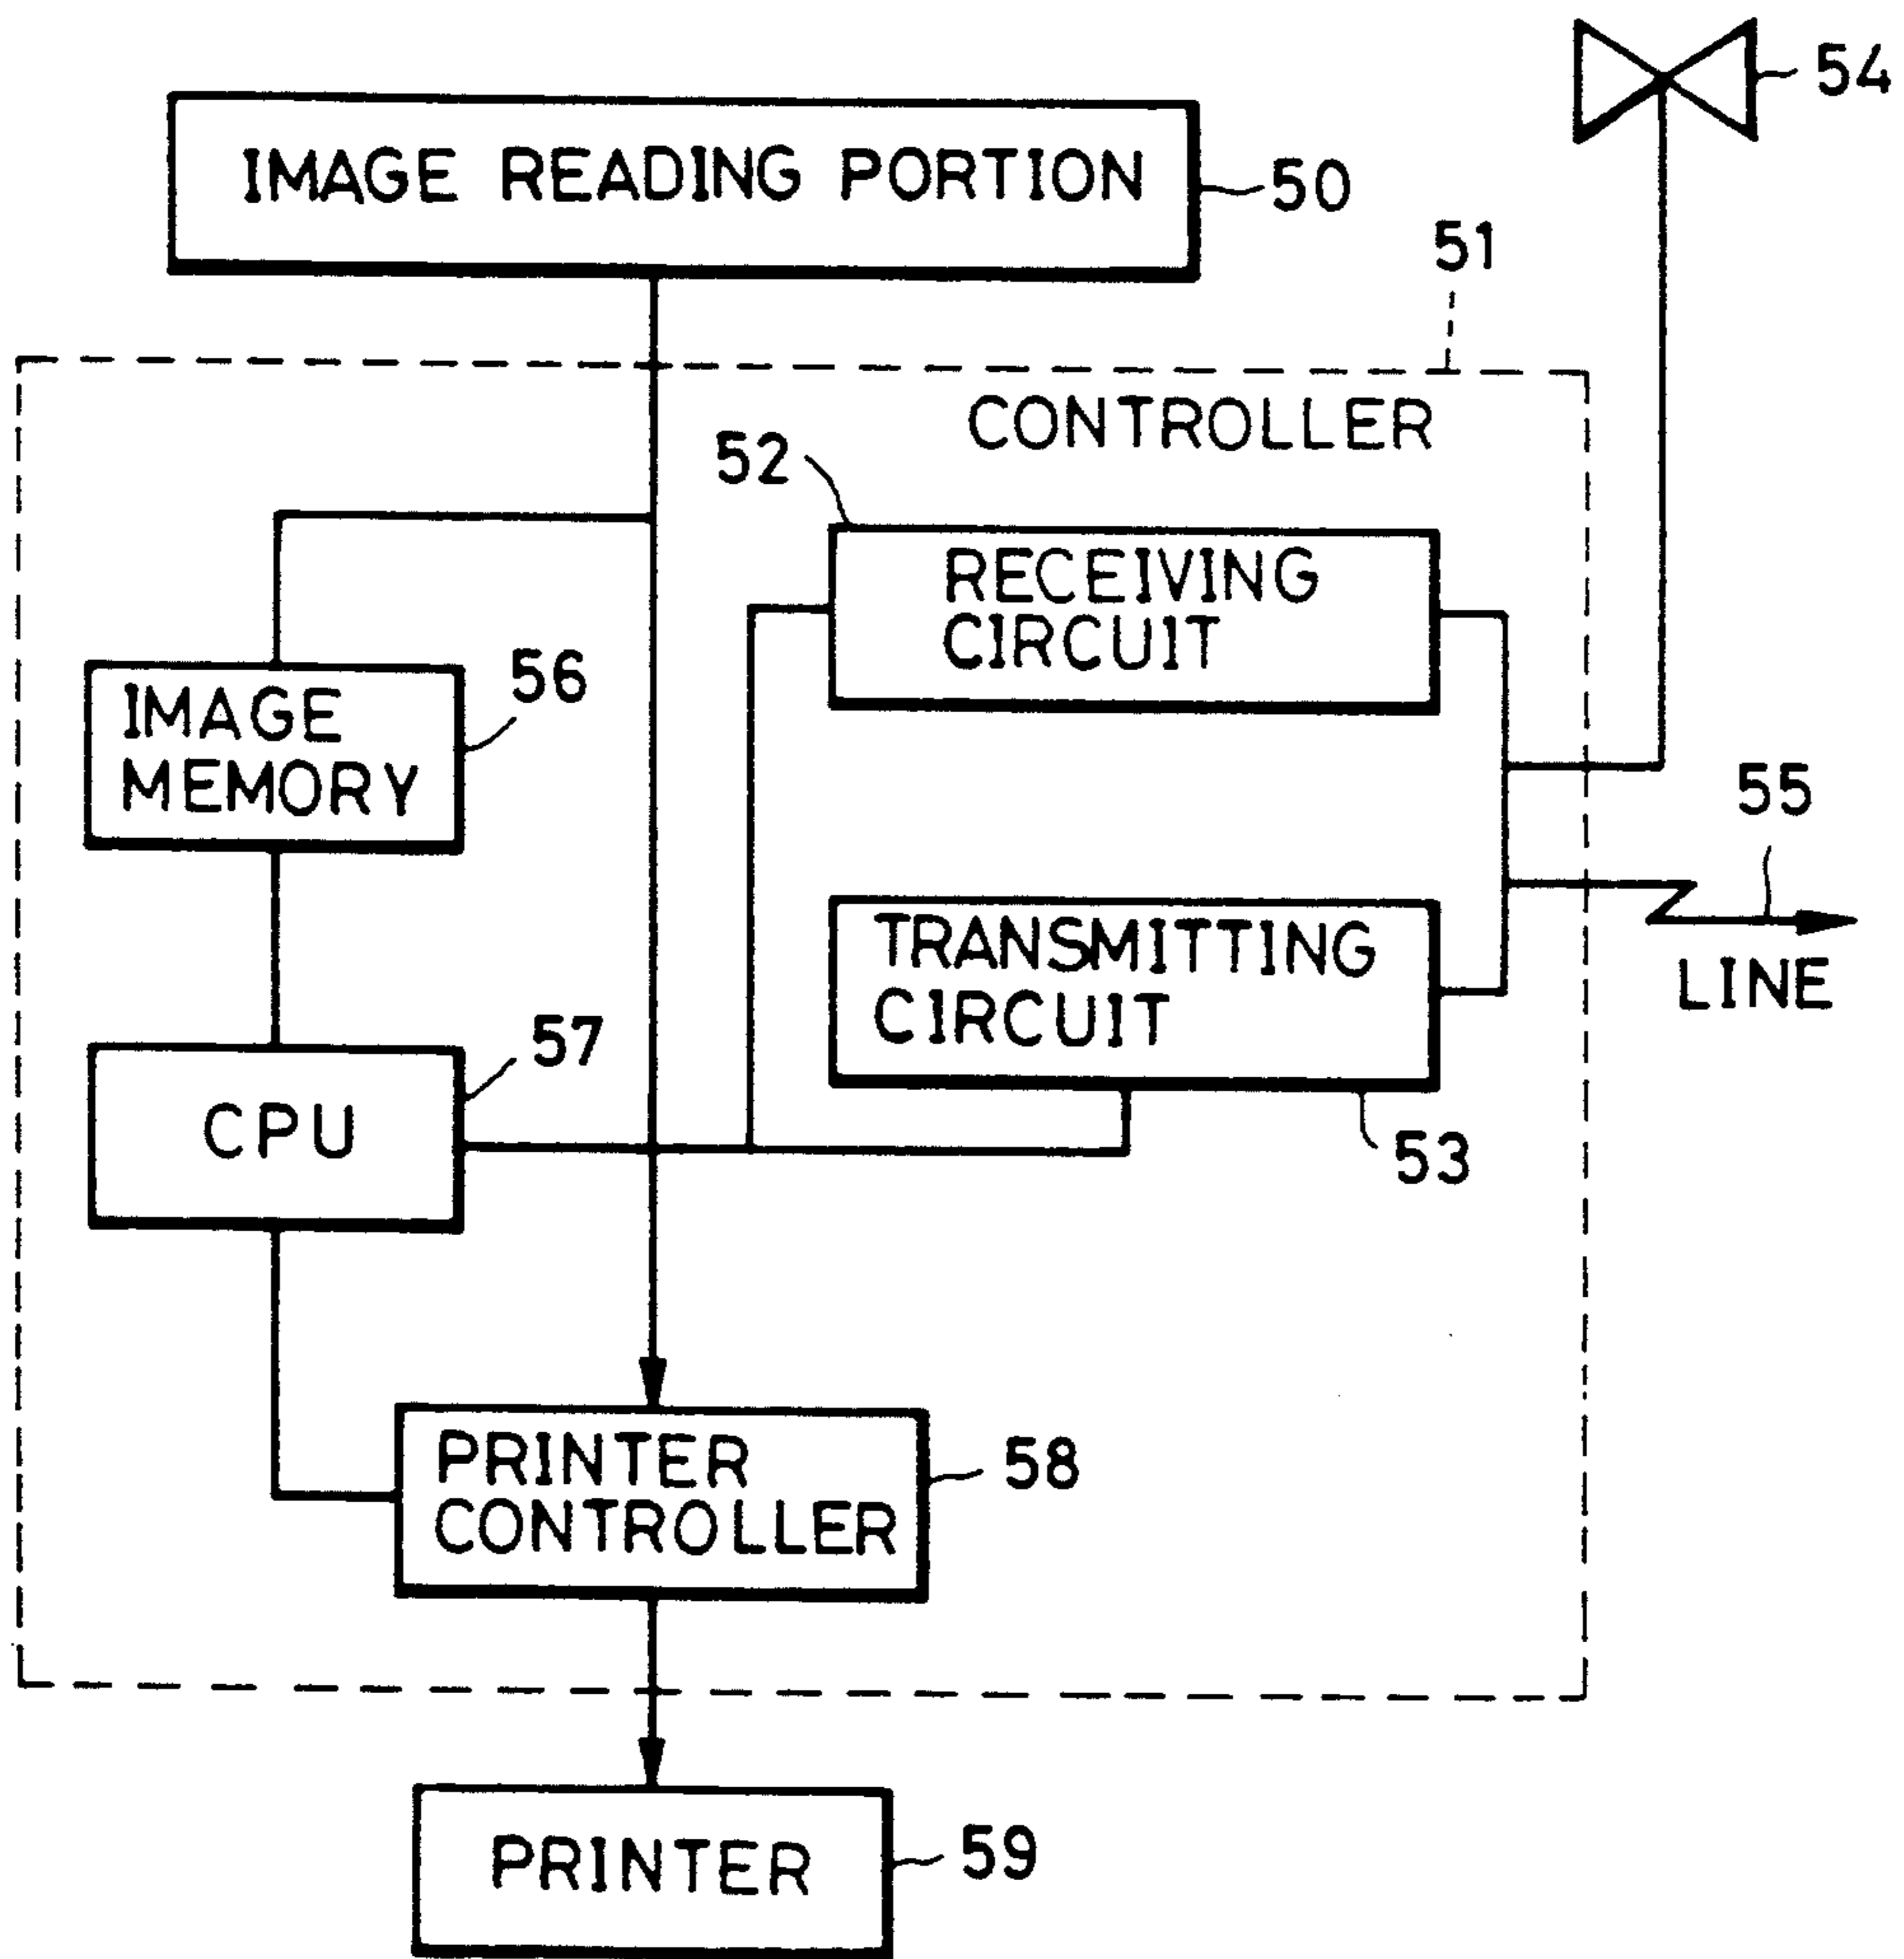 54
IMAGE READING PORTION
50
51
CONTROLLER
52
RECEIVING
CIRCUIT
56
IMAGE
MEMORY
55
TRANSMITTING
CIRCUIT
LINE
57
CPU
53
PRINTER
CONTROLLER
58
PRINTER
59